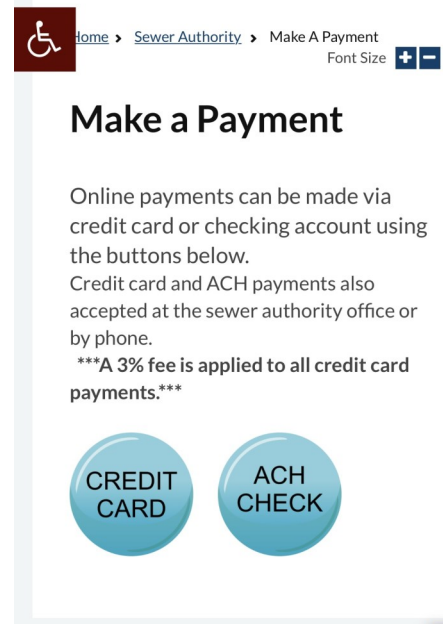 Home > Sewer Authority > Make A Payment
Font Size + −
Make a Payment
Online payments can be made via
credit card or checking account using
the buttons below.
Credit card and ACH payments also
accepted at the sewer authority office or
by phone.
***A 3% fee is applied to all credit card
payments.***
CREDIT
CARD
ACH
CHECK